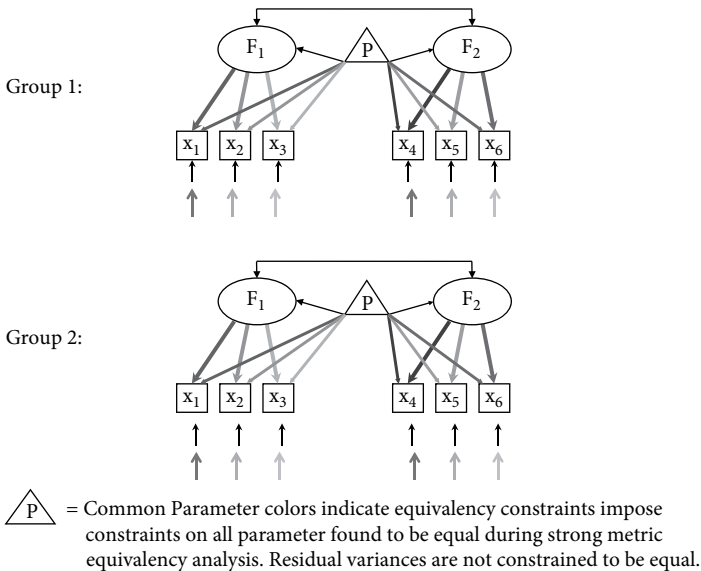 F1 P F2
Group 1:
x1 x2 x3 x4 x5 x6
F1 P F2
Group 2:
x1 x2 x3 x4 x5 x6
P = Common Parameter colors indicate equivalency constraints impose
constraints on all parameter found to be equal during strong metric
equivalency analysis. Residual variances are not constrained to be equal.